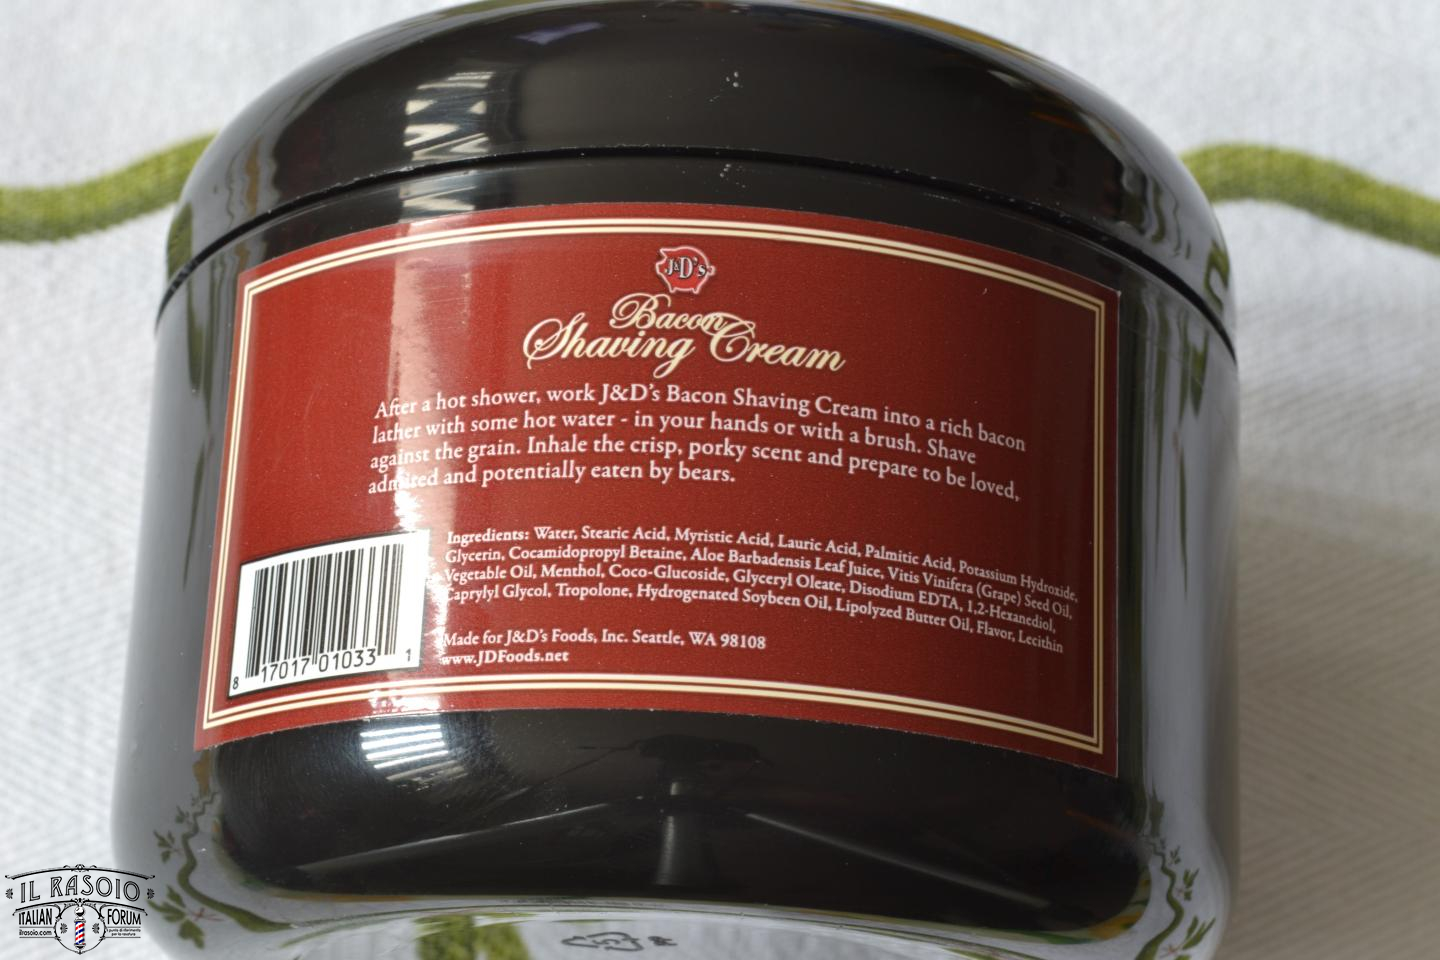 J&D's
Bacon
Shaving Cream
After a hot shower, work J&D's Bacon Shaving Cream into a rich bacon
lather with some hot water - in your hands or with a brush. Shave
against the grain. Inhale the crisp, porky scent and prepare to be loved,
admired and potentially eaten by bears.
Ingredients: Water, Stearic Acid, Myristic Acid, Lauric Acid, Palmitic Acid, Potassium Hydroxide,
Glycerin, Cocamidopropyl Betaine, Aloe Barbadensis Leaf Juice, Vitis Vinifera (Grape) Seed Oil,
Vegetable Oil, Menthol, Coco-Glucoside, Glyceryl Oleate, Disodium EDTA, 1,2-Hexanediol,
Caprylyl Glycol, Tropolone, Hydrogenated Soybeen Oil, Lipolyzed Butter Oil, Flavor, Lecithin
Made for J&D's Foods, Inc. Seattle, WA 98108
www.JDFoods.net
8 17017 01033 1
IL RASOIO
ITALIAN FORUM
ilrasoio.com